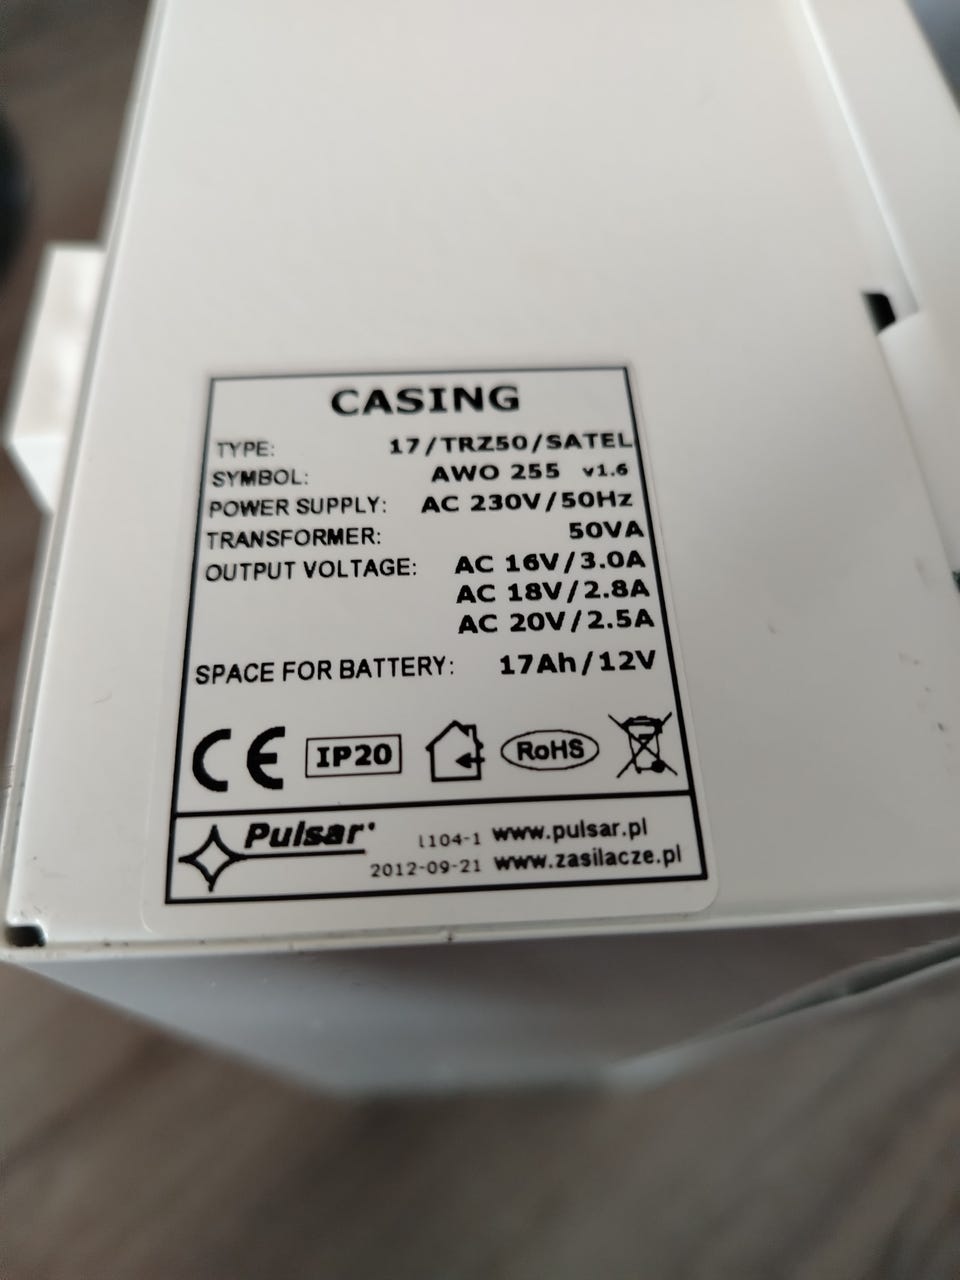 CASING
TYPE: 17/TRZ50/SATEL
SYMBOL: AWO 255 v1.6
POWER SUPPLY: AC 230V/50Hz
TRANSFORMER: 50VA
OUTPUT VOLTAGE: AC 16V/3.0A
AC 18V/2.8A
AC 20V/2.5A
SPACE FOR BATTERY: 17Ah/12V
CE IP20 RoHS
Pulsar® l104-1 www.pulsar.pl
2012-09-21 www.zasilacze.pl